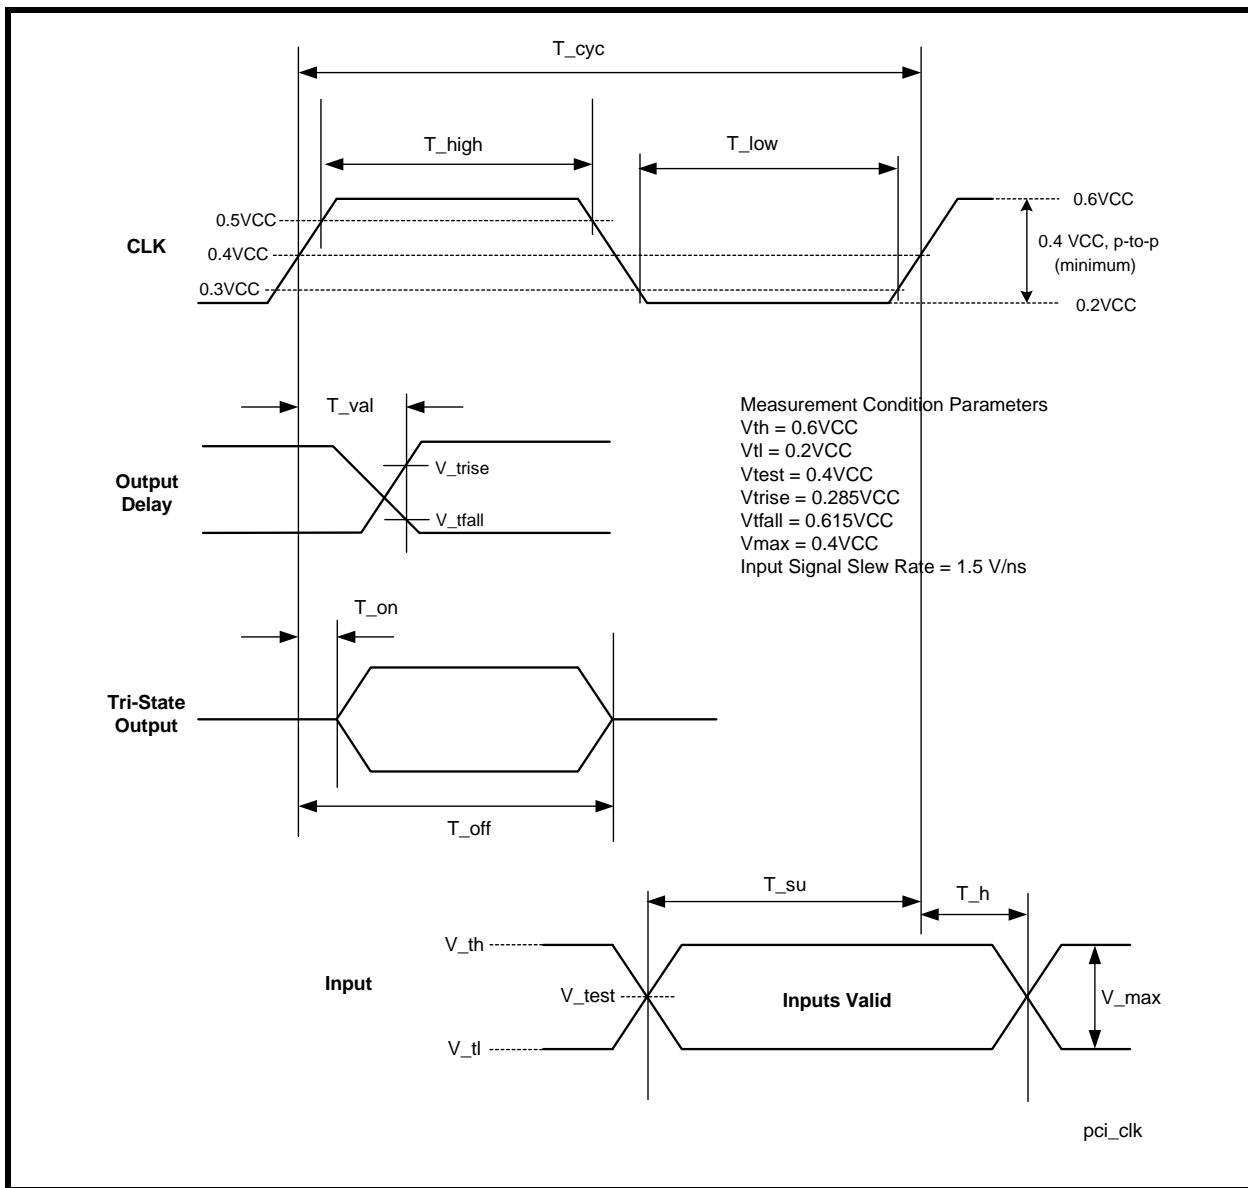 T_cyc
T_high
T_low
0.5VCC
0.6VCC
CLK
0.4VCC
0.4 VCC, p-to-p
(minimum)
0.3VCC
0.2VCC
T_val
Measurement Condition Parameters
Vth = 0.6VCC
Vtl = 0.2VCC
Vtest = 0.4VCC
Vtrise = 0.285VCC
Vtfall = 0.615VCC
Vmax = 0.4VCC
Input Signal Slew Rate = 1.5 V/ns
Output
Delay
V_trise
V_tfall
T_on
Tri-State
Output
T_off
T_su
T_h
V_th
Input
V_test
Inputs Valid
V_max
V_tl
pci_clk